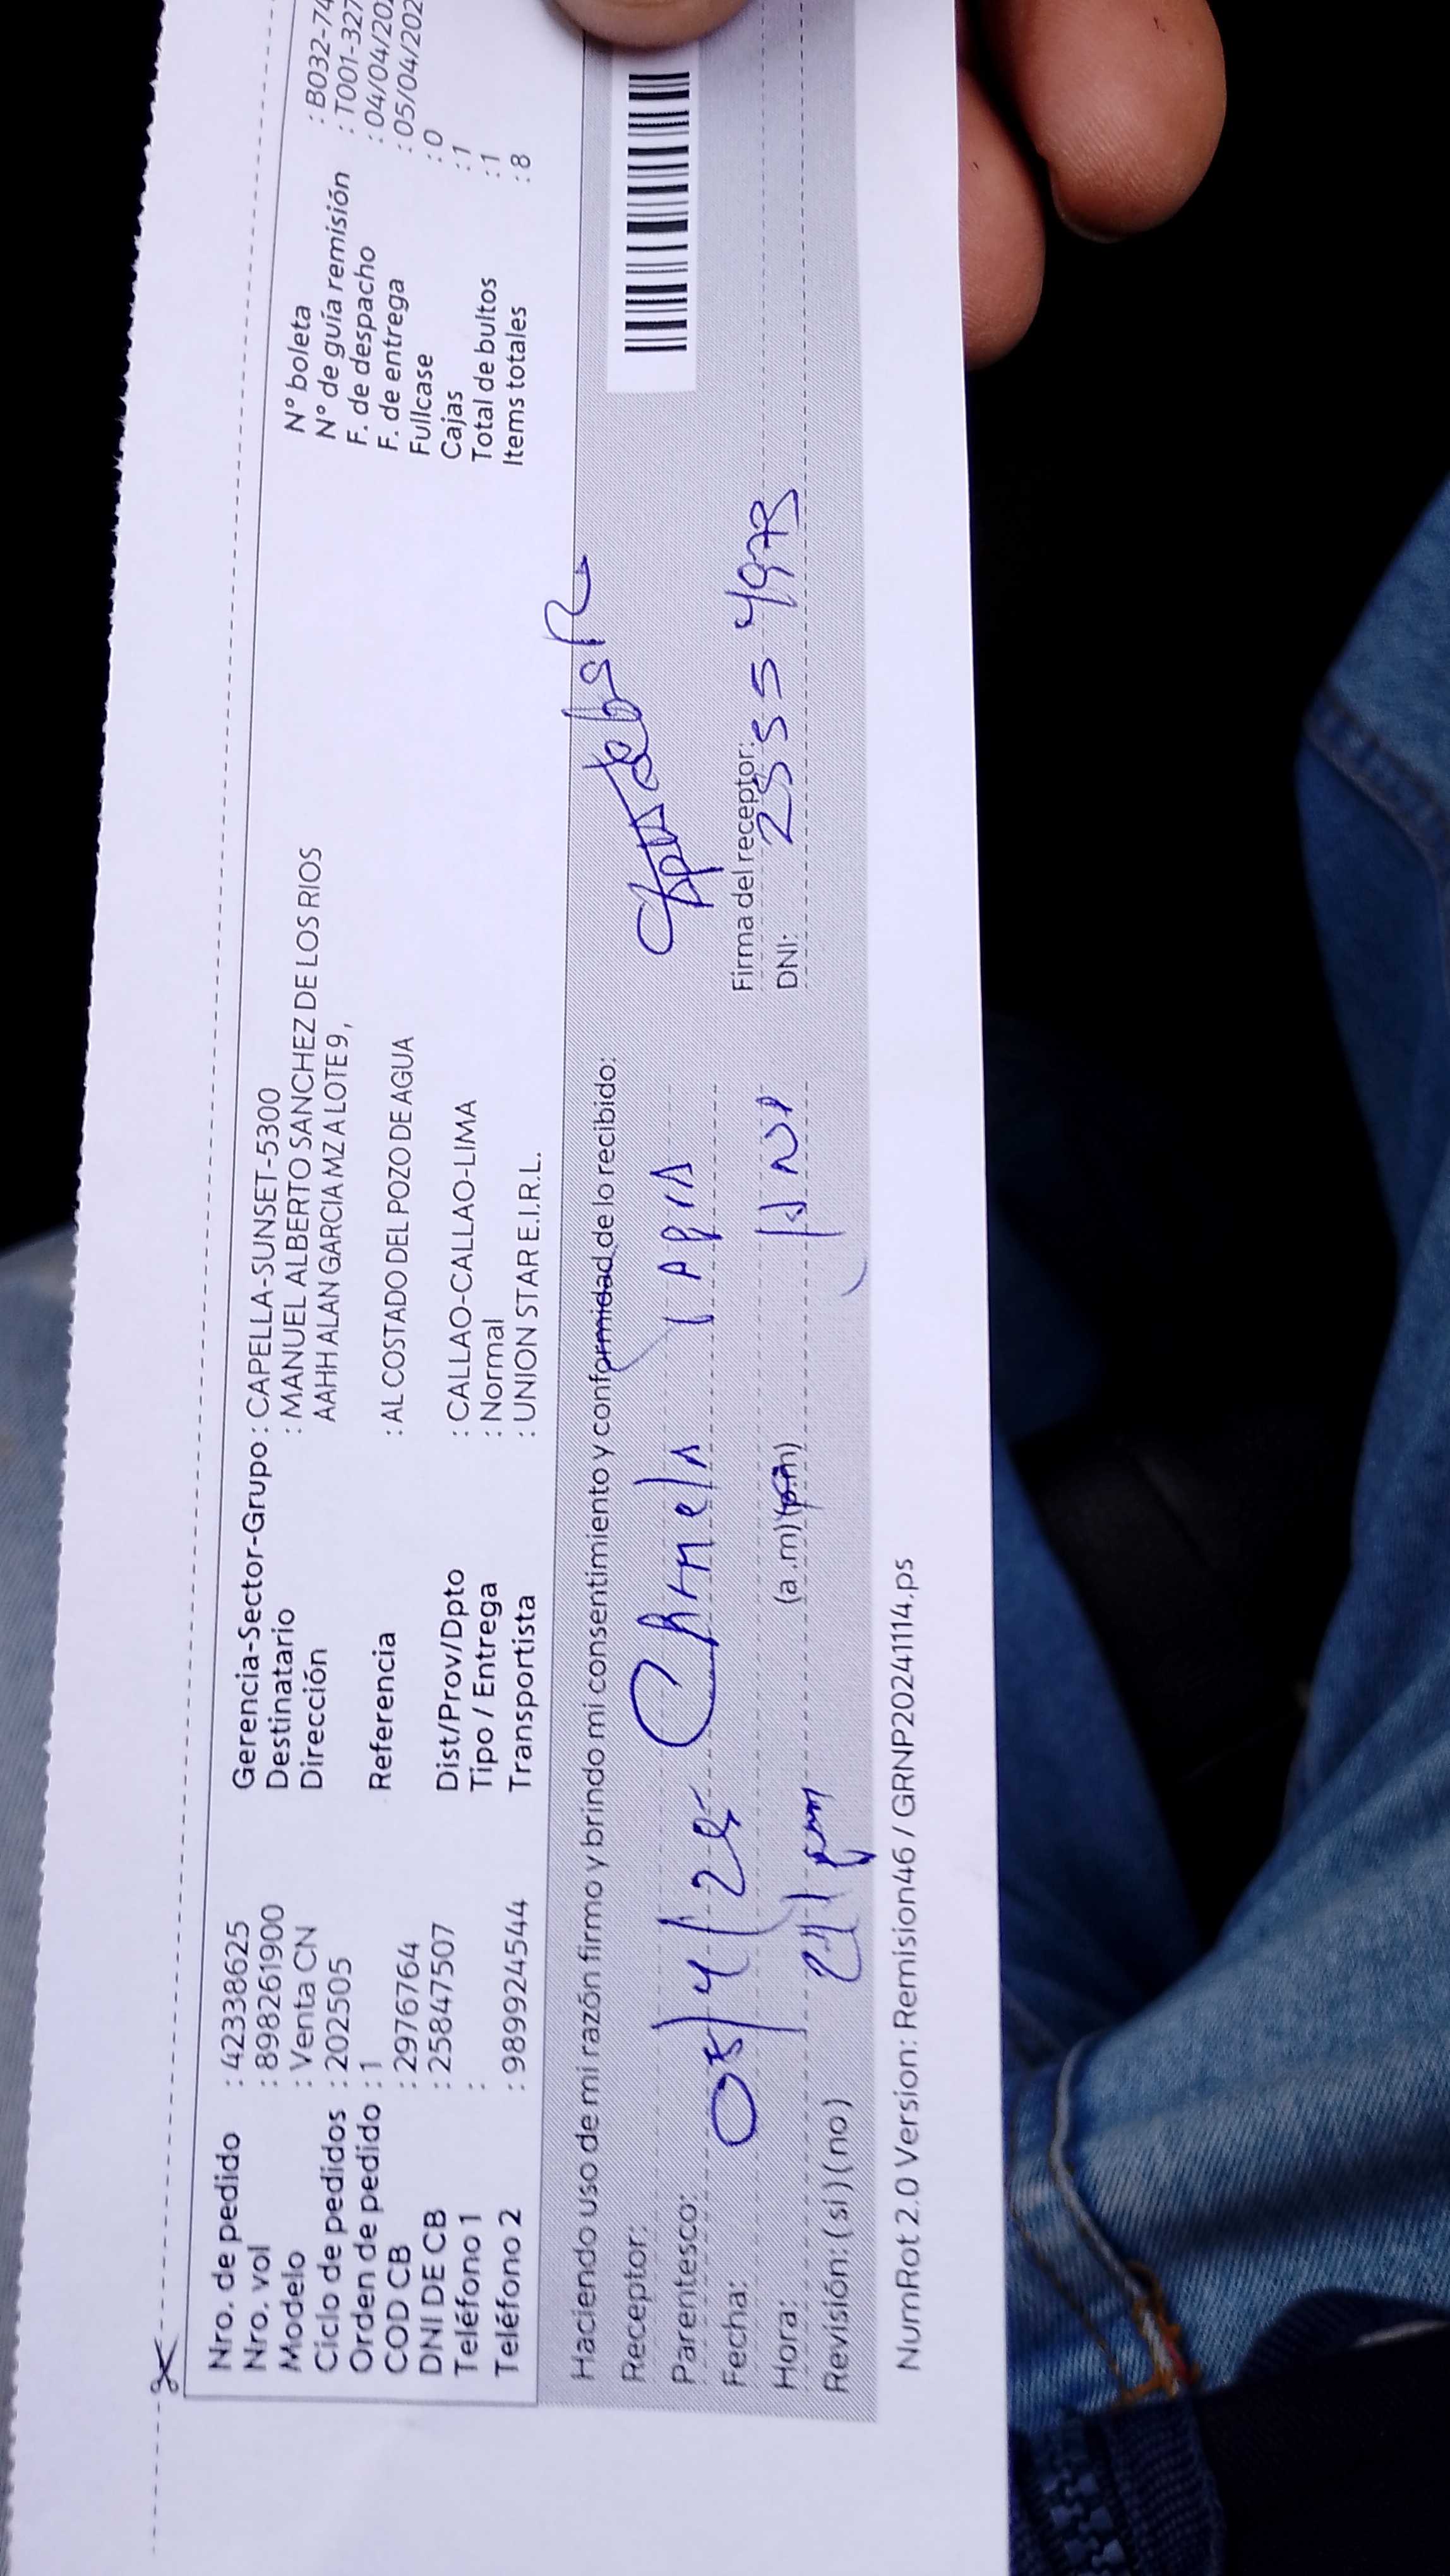 Nro. de pedido : 42338625
Nro. vol : 898261900
Modelo : Venta CN
Ciclo de pedidos : 202505
Orden de pedido : 1
COD CB : 2976764
DNI DE CB : 25847507
Teléfono 1 :
Teléfono 2 : 989924544
Gerencia-Sector-Grupo : CAPELLA-SUNSET-5300
Destinatario : MANUEL ALBERTO SANCHEZ DE LOS RIOS
Dirección AAHH ALAN GARCIA MZ A LOTE 9,
Referencia : AL COSTADO DEL POZO DE AGUA
Dist/Prov/Dpto : CALLAO-CALLAO-LIMA
Tipo / Entrega : Normal
Transportista : UNION STAR E.I.R.L.
N° boleta : B032-74
N° de guía remisión : T001-327
F. de despacho : 04/04/202
F. de entrega : 05/04/202
Fullcase : 0
Cajas : 1
Total de bultos : 1
Items totales : 8
Haciendo uso de mi razón firmo y brindo mi consentimiento y conformidad de lo recibido:
Receptor:
Parentesco:
Fecha: 05/4/25
Hora: (a.m)(p.m)
Revisión: (si) (no)
Firma del receptor:
DNI: 2555 4973
NumRot 2.0 Version: Remision46 / GRNP20241114.ps